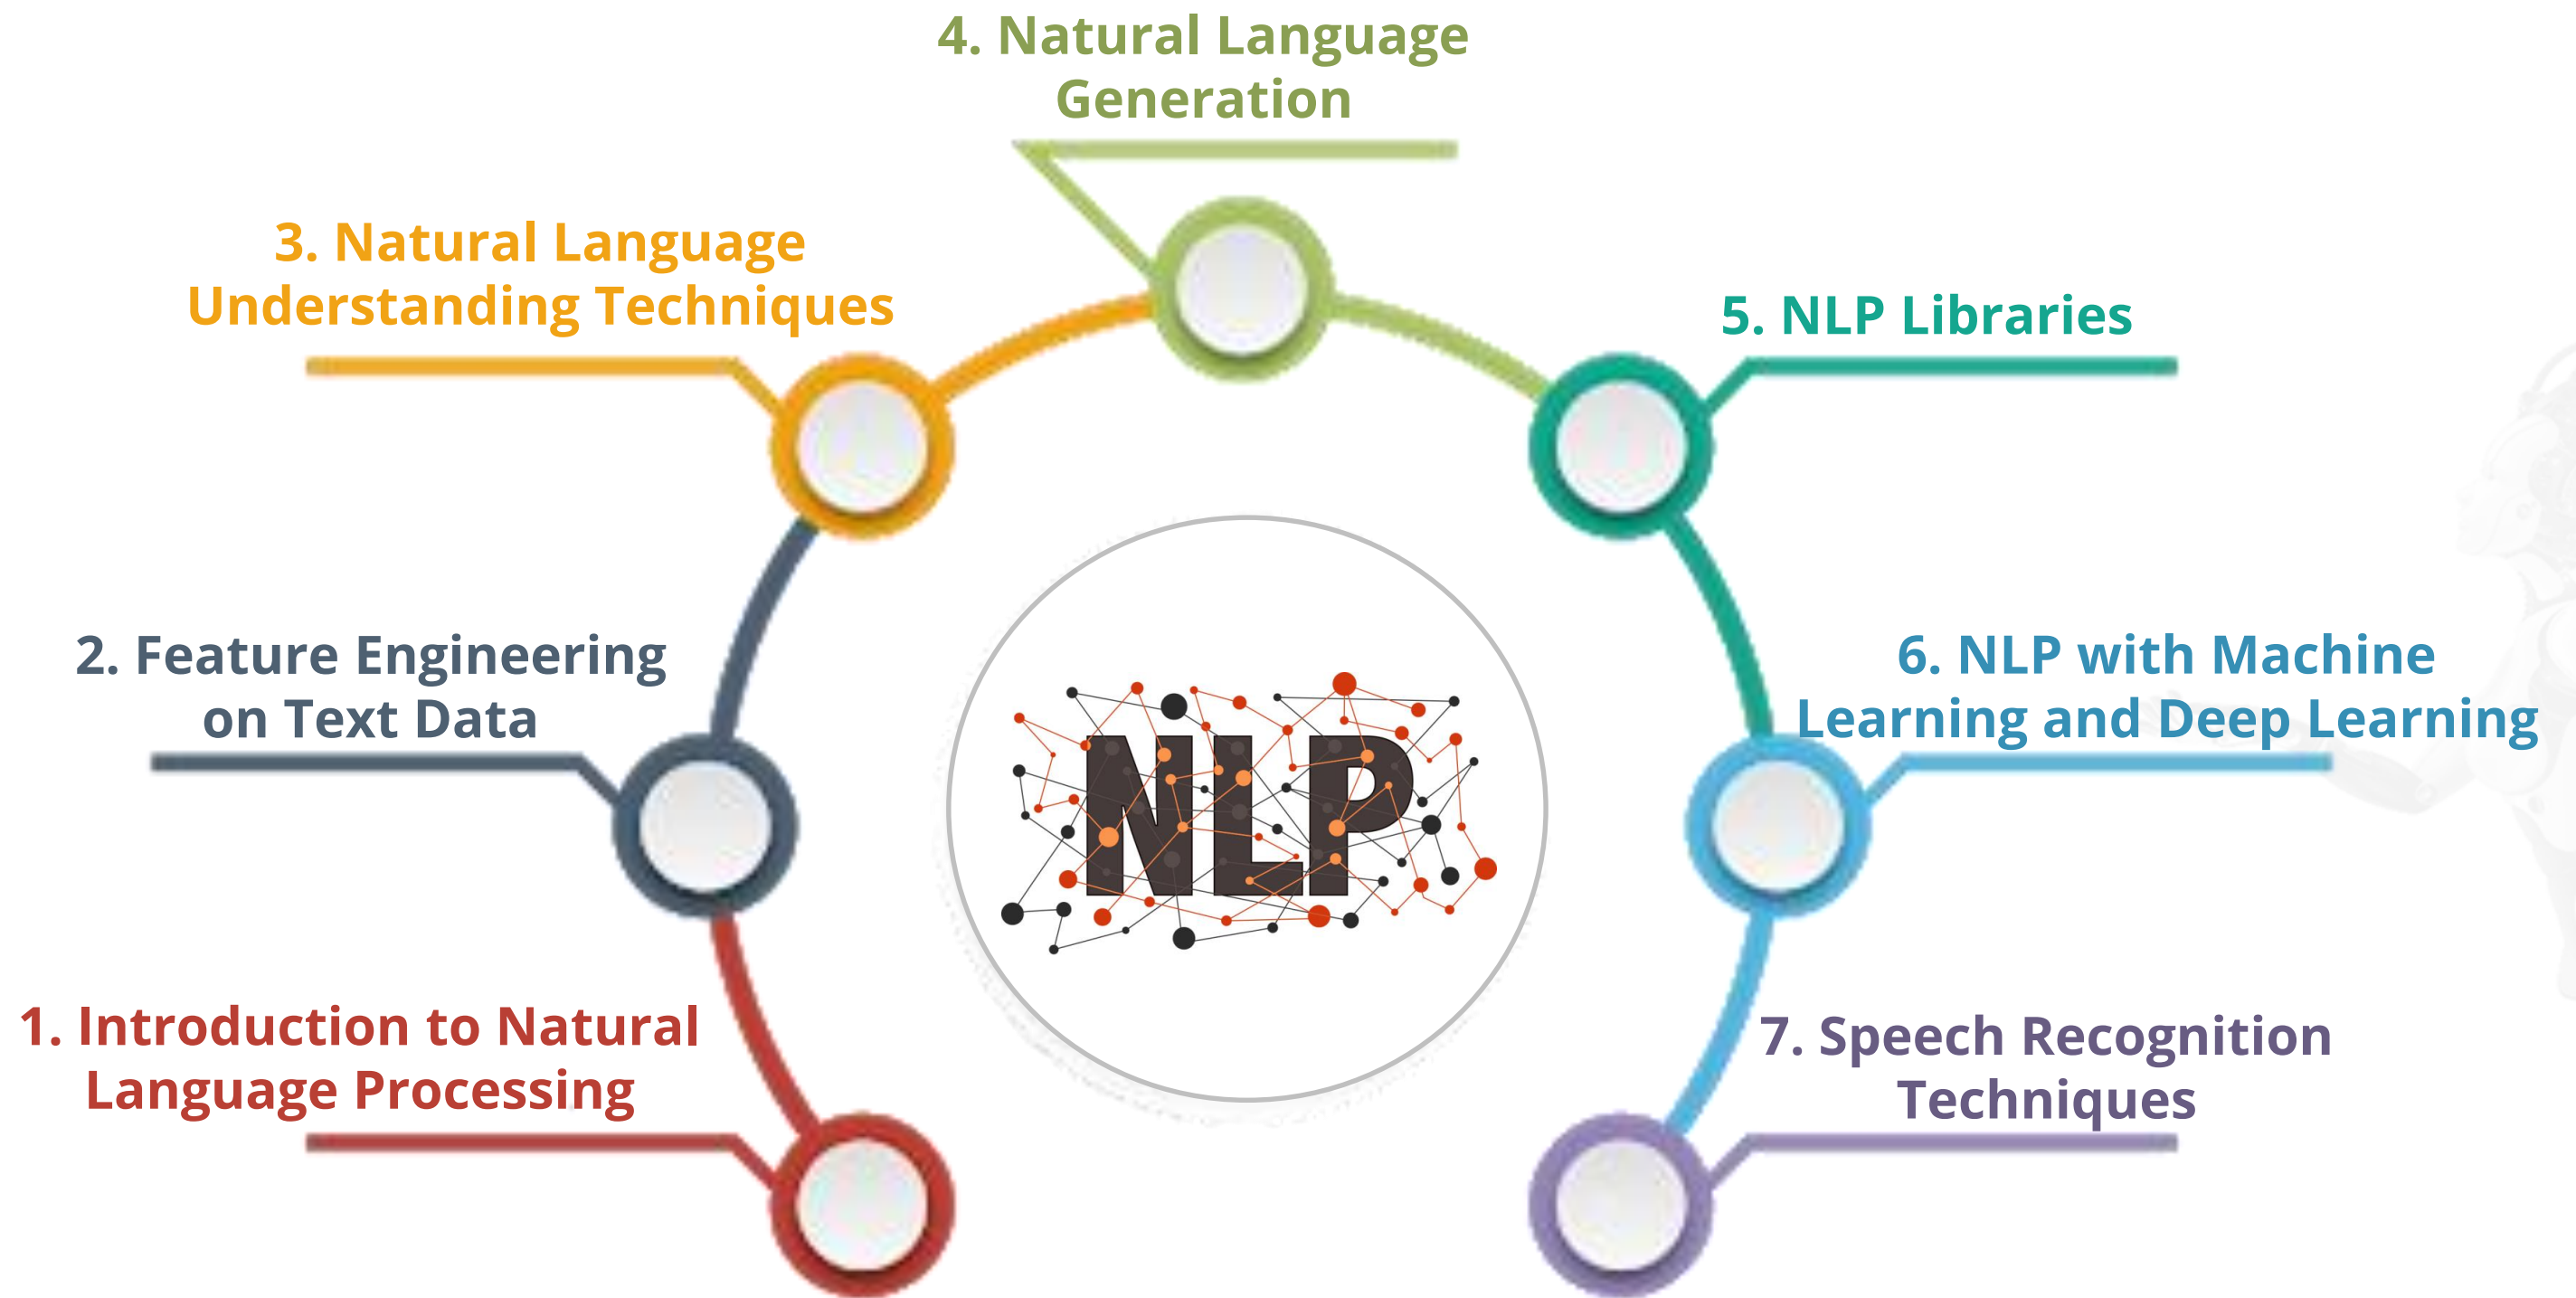 4. Natural Language
Generation
3. Natural Language
Understanding Techniques
5. NLP Libraries
2. Feature Engineering
on Text Data
6. NLP with Machine
Learning and Deep Learning
NLP
1. Introduction to Natural
Language Processing
7. Speech Recognition
Techniques